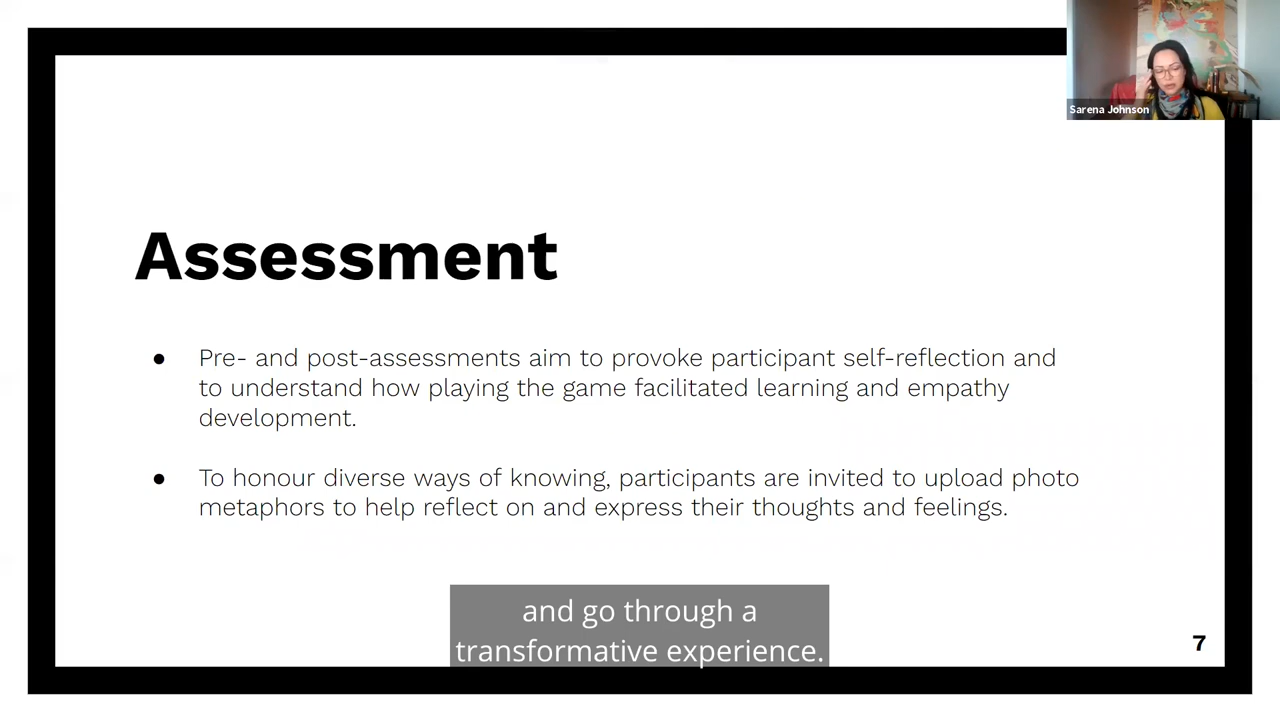 Sarena Johnson
Assessment
● Pre- and post-assessments aim to provoke participant self-reflection and
to understand how playing the game facilitated learning and empathy
development.
● To honour diverse ways of knowing, participants are invited to upload photo
metaphors to help reflect on and express their thoughts and feelings.
and go through a
transformative experience.
7